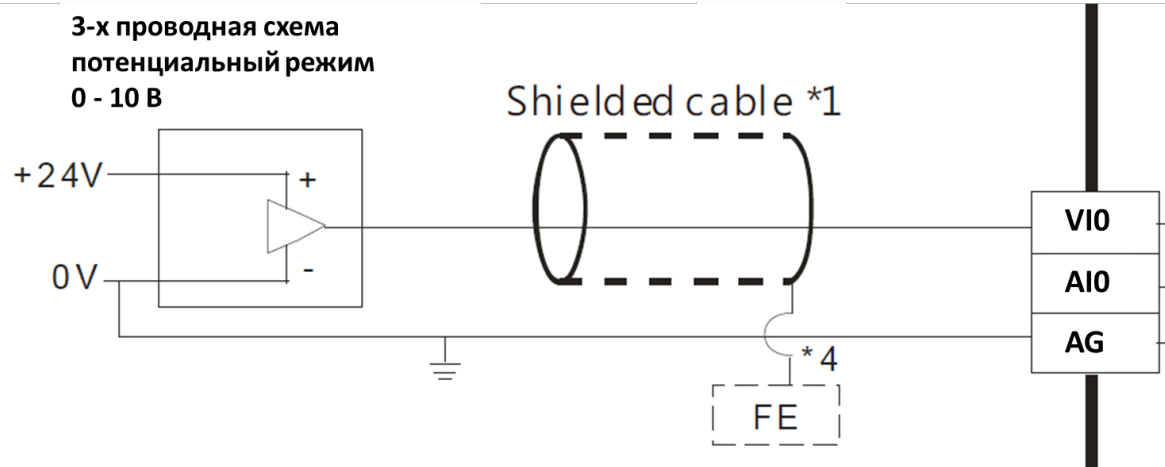 3-х проводная схема
потенциальный режим
0 - 10 В
Shielded cable *1
+24V
+
VI0
0V
-
AI0
AG
*4
FE